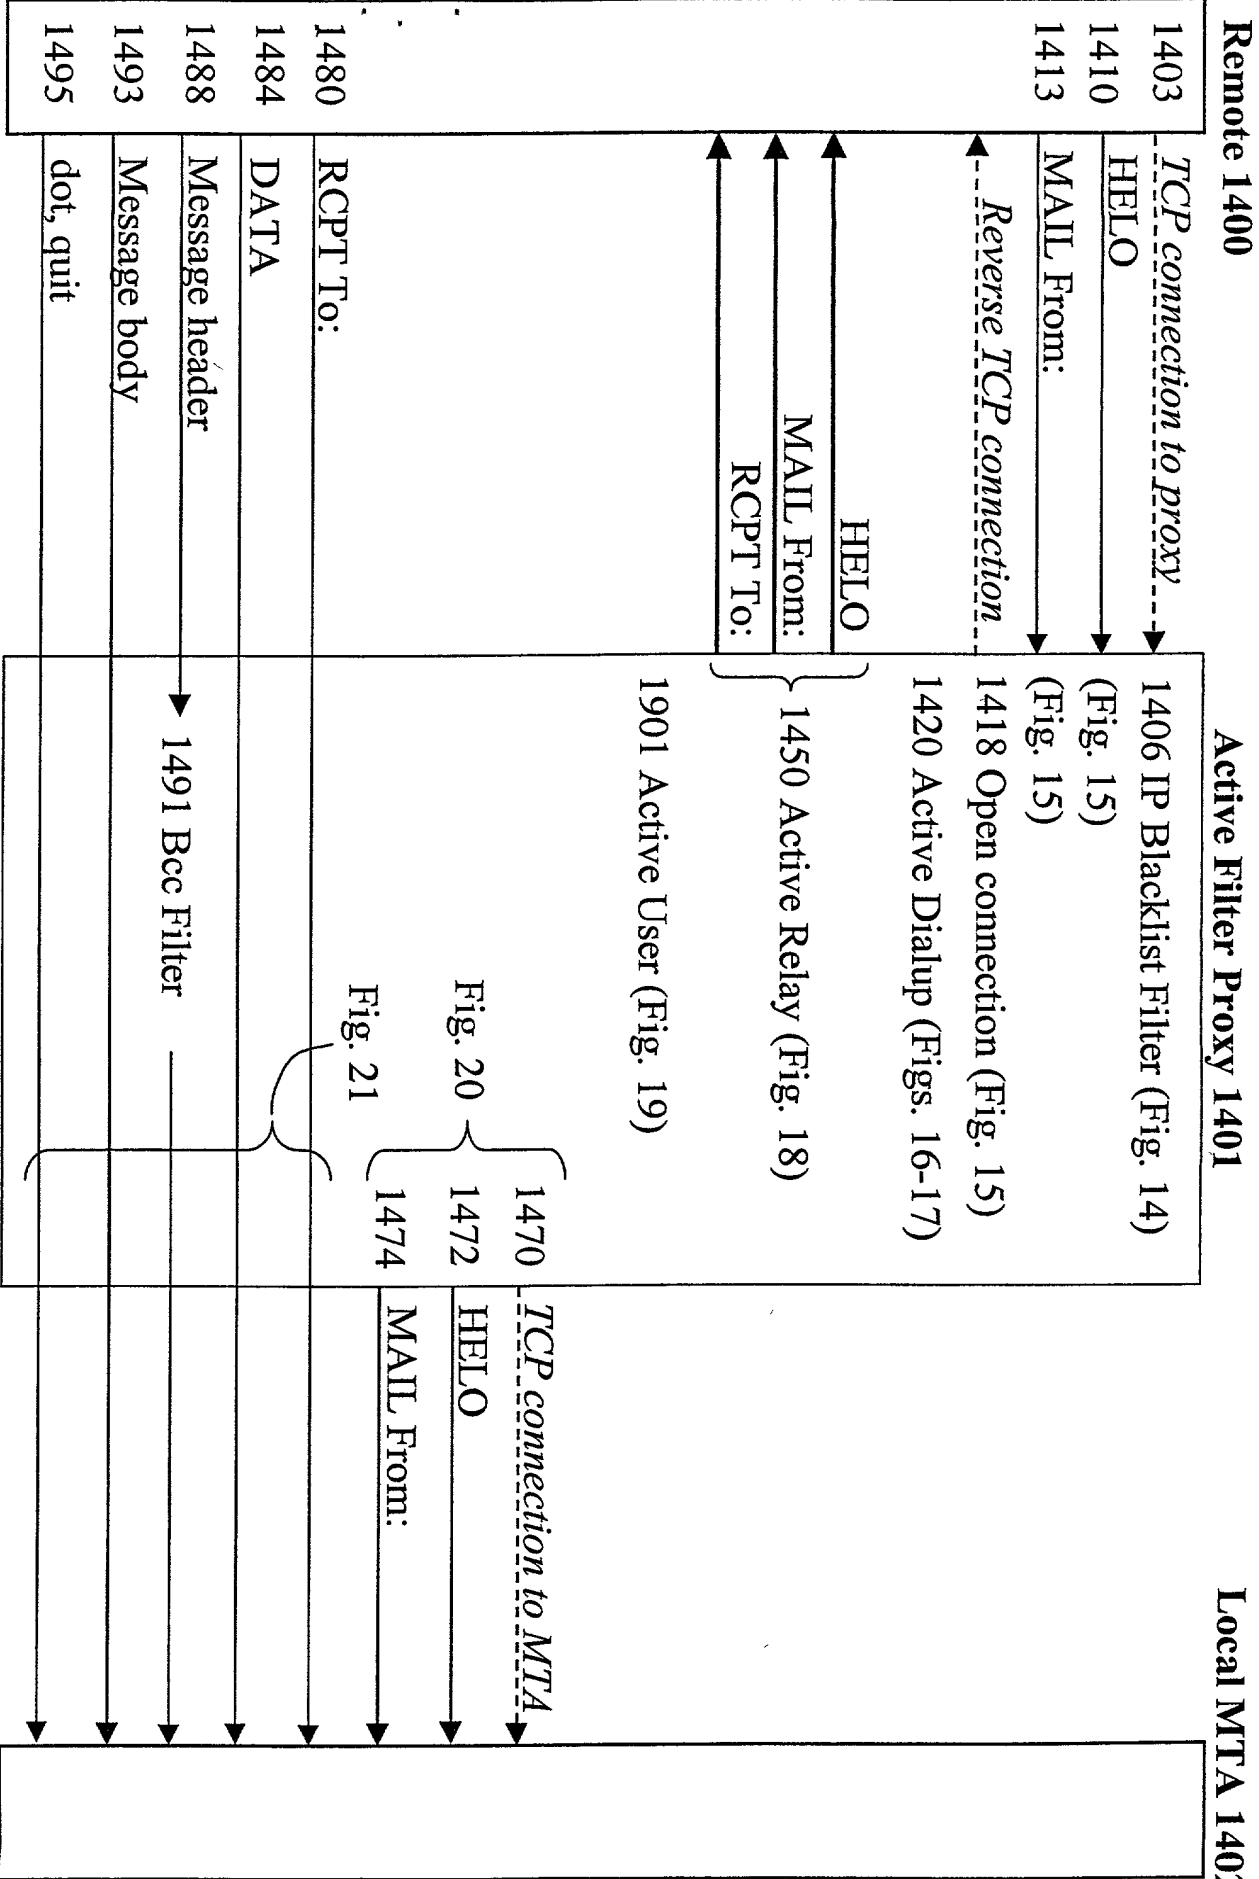 Remote 1400
Active Filter Proxy 1401
Local MTA 1402
1403
TCP connection to proxy
1406 IP Blacklist Filter (Fig. 14)
1410
HELO
(Fig. 15)
1413
MAIL From:
(Fig. 15)
Reverse TCP connection
1418 Open connection (Fig. 15)
1420 Active Dialup (Figs. 16-17)
HELO
MAIL From:
RCPT To:
1450 Active Relay (Fig. 18)
1901 Active User (Fig. 19)
1470
TCP connection to MTA
Fig. 20
1472
HELO
1474
MAIL From:
Fig. 21
1480
RCPT To:
1484
DATA
1488
Message header
1491 Bcc Filter
1493
Message body
1495
dot, quit